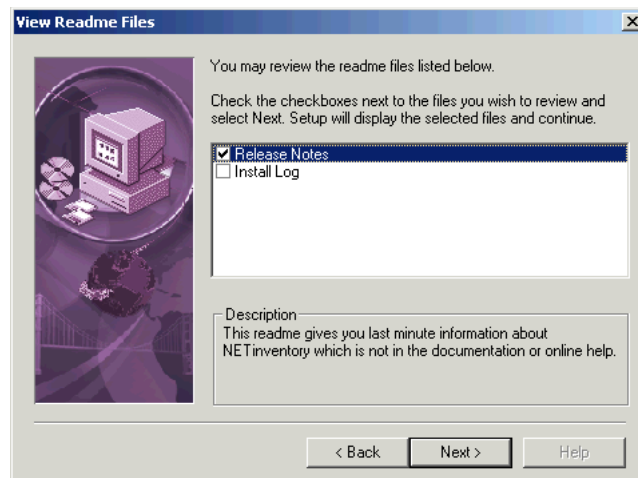 View Readme Files
You may review the readme files listed below.
Check the checkboxes next to the files you wish to review and
select Next. Setup will display the selected files and continue.
Release Notes
Install Log
Description
This readme gives you last minute information about
NETinventory which is not in the documentation or online help.
< Back
Next >
Help